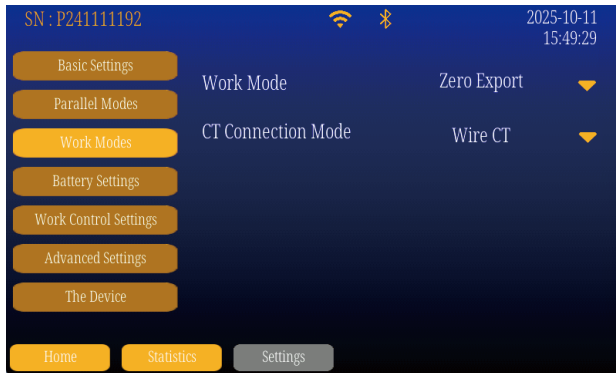 SN : P241111192
2025-10-11
15:49:29
Basic Settings
Parallel Modes
Work Modes
Battery Settings
Work Control Settings
Advanced Settings
The Device
Work Mode Zero Export
CT Connection Mode Wire CT
Home Statistics Settings